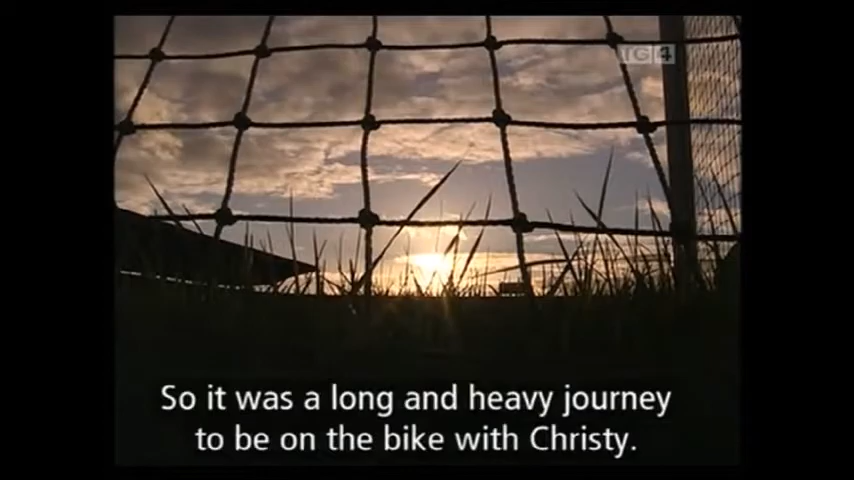 TG4
So it was a long and heavy journey
to be on the bike with Christy.